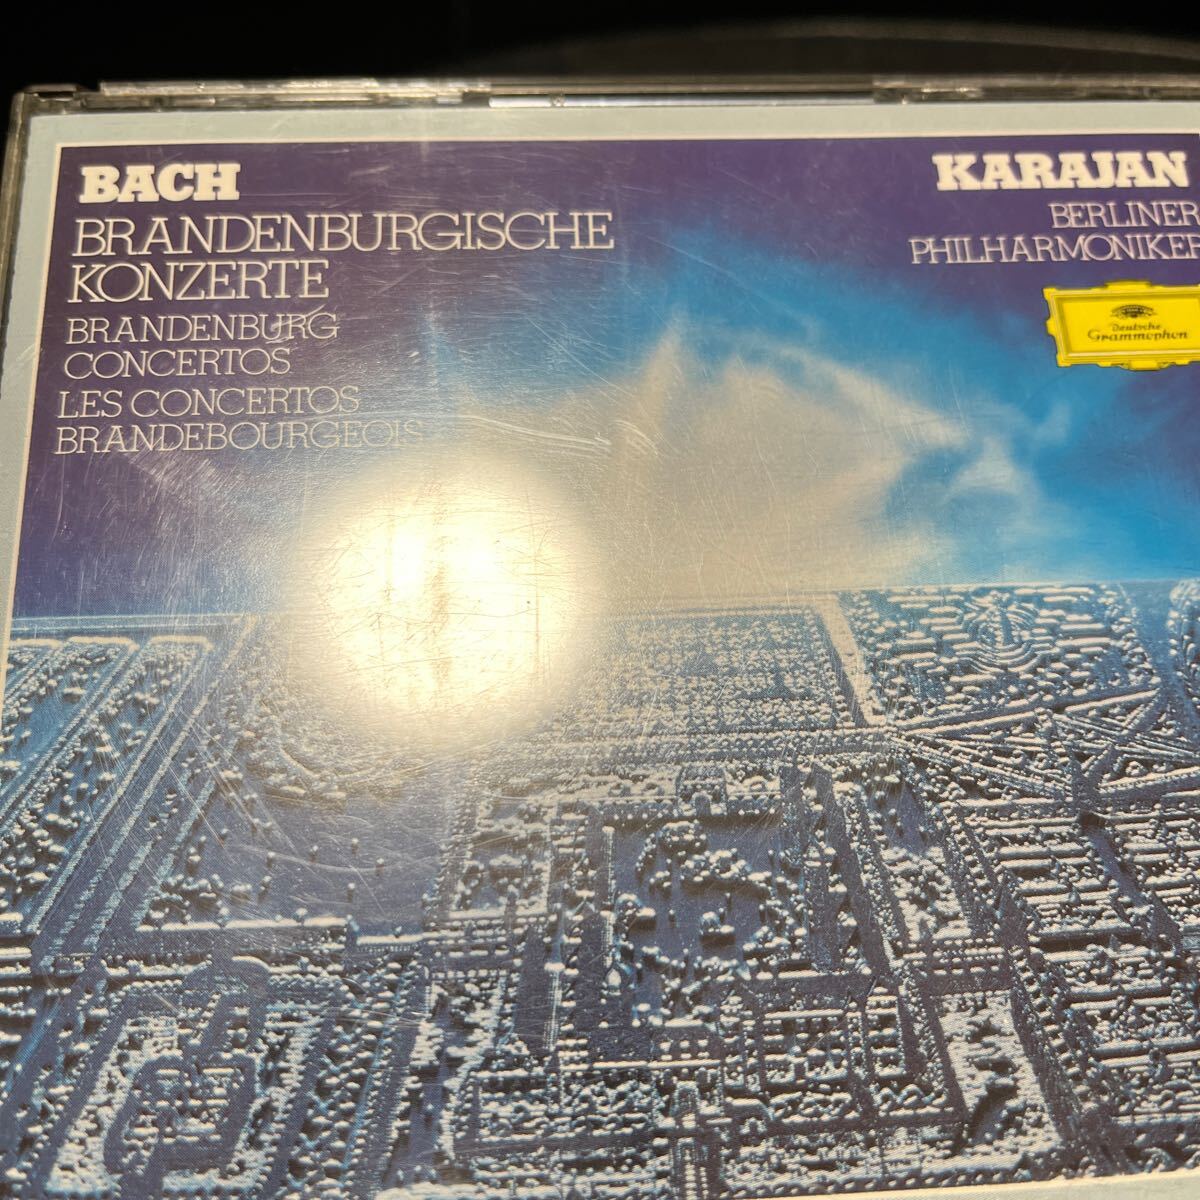 BACH
BRANDENBURGISCHE
KONZERTE
BRANDENBURG
CONCERTOS
LES CONCERTOS
BRANDEBOURGEOIS
KARAJAN
BERLINER
PHILHARMONIKER
Deutsche
Grammophon